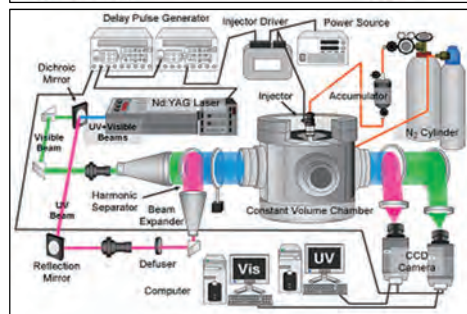 Delay Pulse Generator
Injector Driver
Power Source
Dichroic
Mirror
Nd:YAG Laser
Injector
Accumulator
UV+Visible
Beams
Visible
Beam
N2 Cylinder
Harmonic
Separator
UV
Beam
Beam
Expander
Constant Volume Chamber
Reflection
Mirror
Defuser
CCD
Camera
Computer
Vis
UV